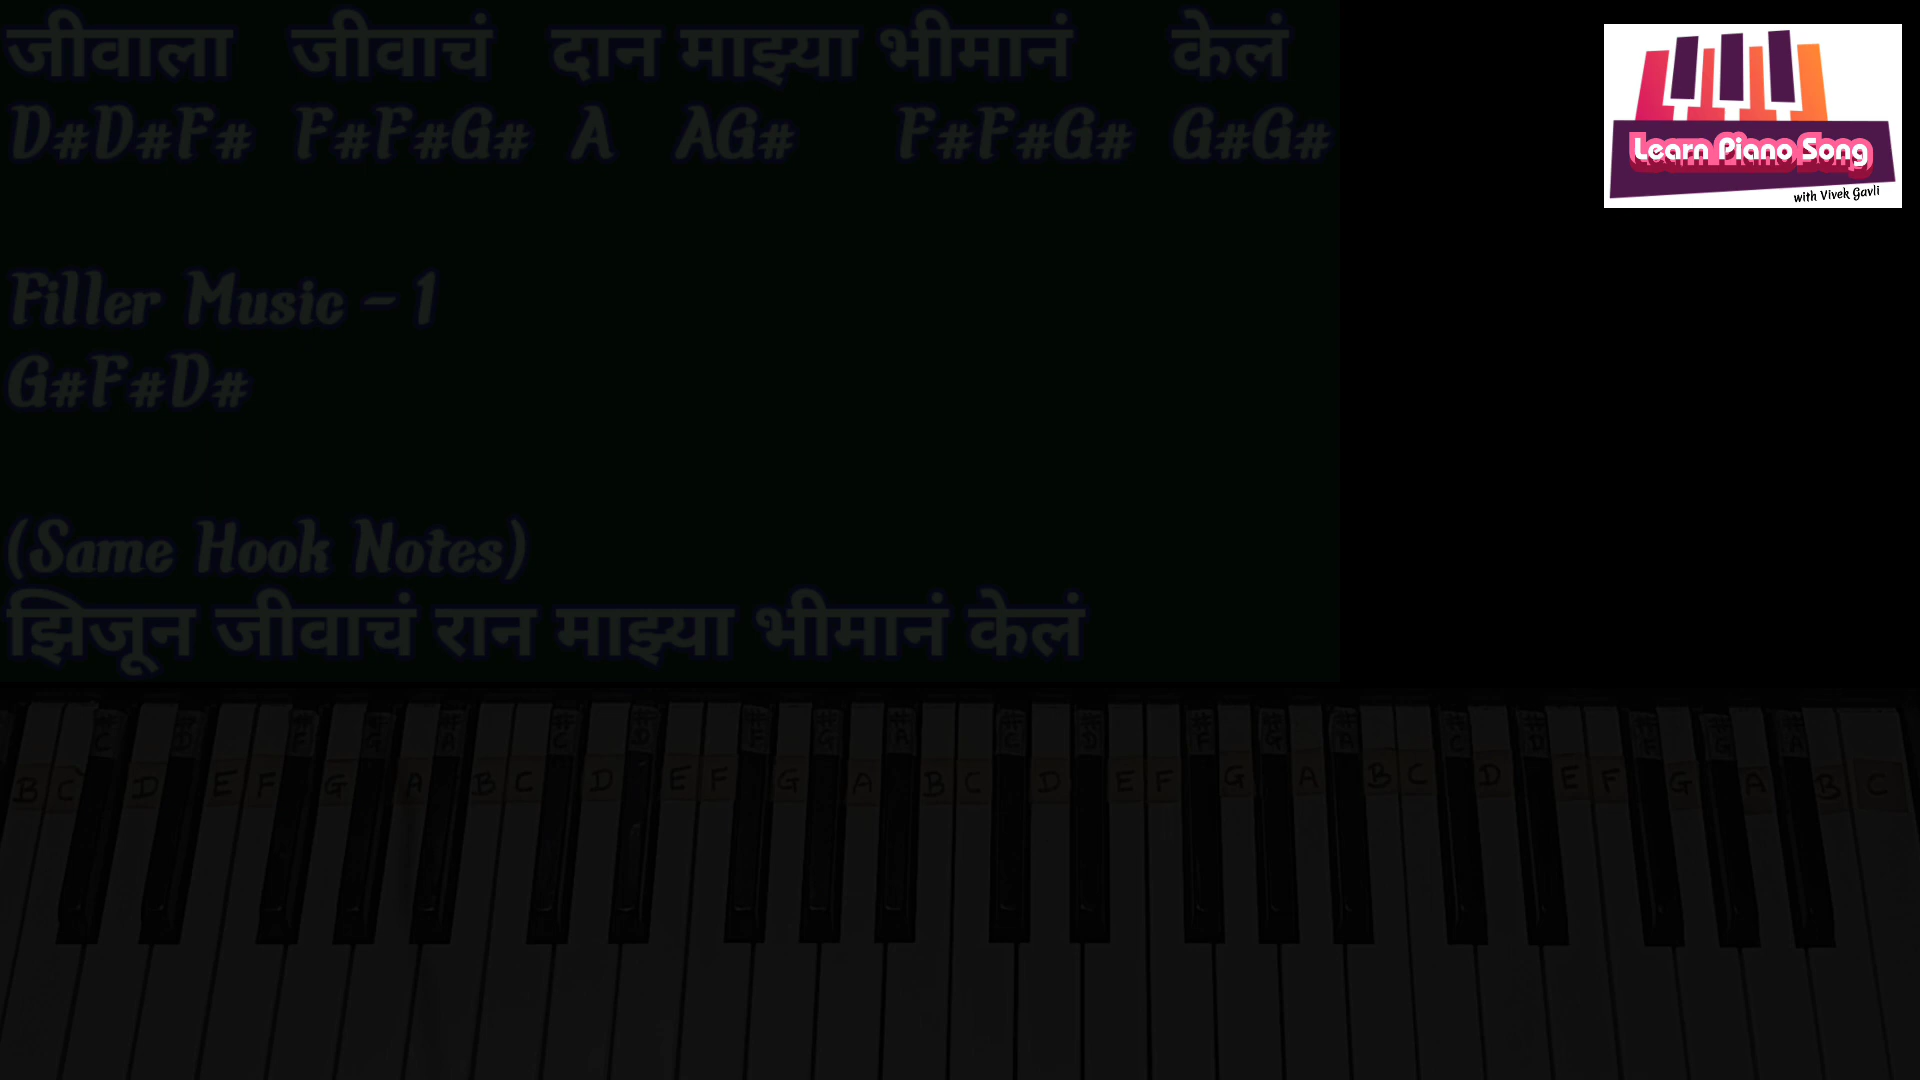 जीवाला जीवाचं दान माझ्या भीमानं केलं
D#D#F# F#F#G# A AG# F#F#G# G#G#
Filler Music - 1
G#F#D#
(Same Hook Notes)
झिजून जीवाचं रान माझ्या भीमानं केलं
Learn Piano Song
with Vivek Gavli
B C D E F G A B C D E F G A B C D E F G A B C D E F G A B C